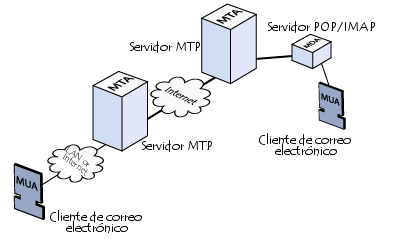 MTA
Servidor POP/IMAP
Servidor MTP
MDA
MTA
Internet
MUA
Cliente de correo
electrónico
Servidor MTP
LAN or
Internet
MUA
Cliente de correo
electrónico